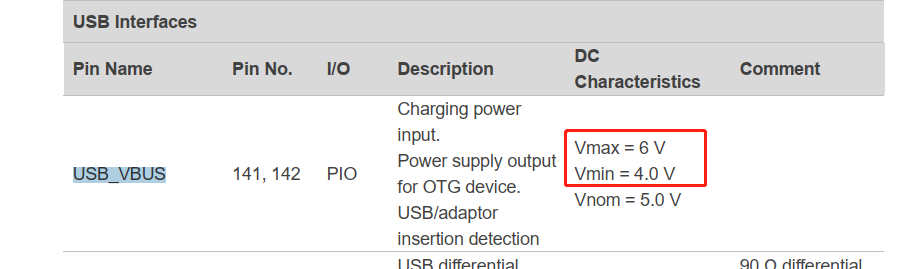 USB Interfaces
Pin Name Pin No. I/O Description DC Characteristics Comment
USB_VBUS 141, 142 PIO
Charging power
input.
Power supply output
for OTG device.
USB/adaptor
insertion detection
Vmax = 6 V
Vmin = 4.0 V
Vnom = 5.0 V
USB differential
90 Ω differential